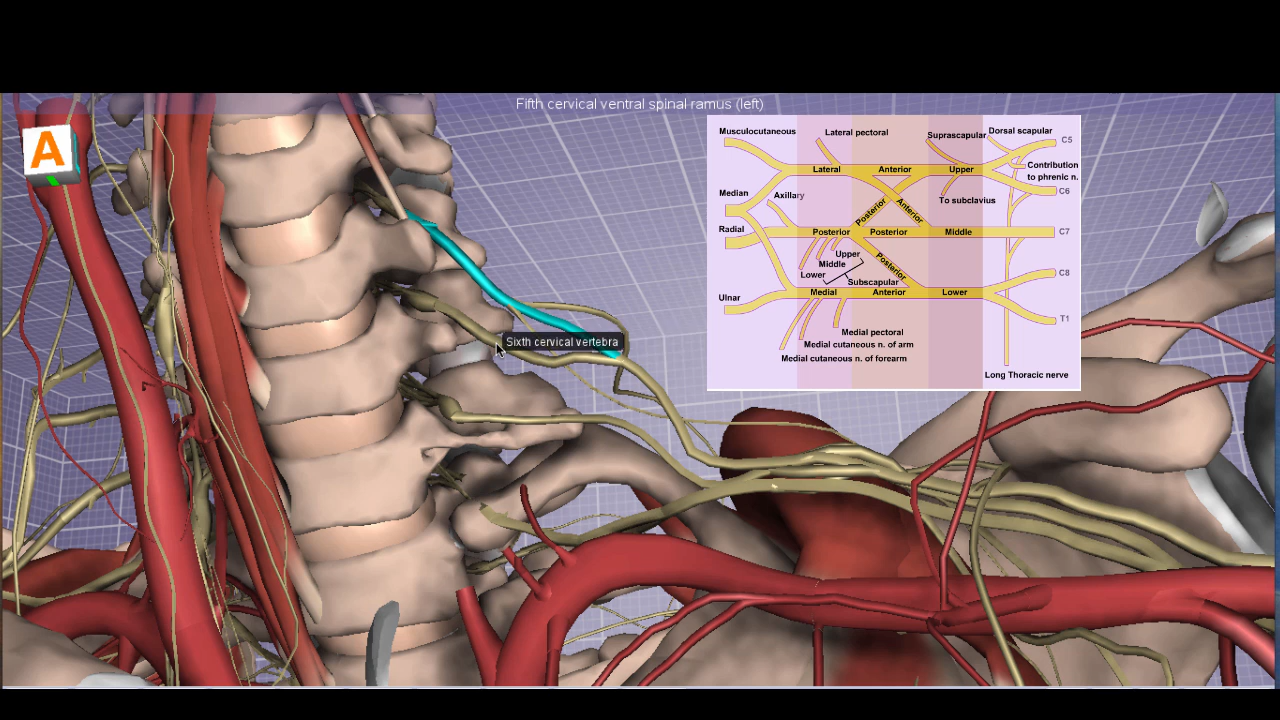 Fifth cervical ventral spinal ramus (left)
A
Sixth cervical vertebra
Musculocutaneous
Lateral pectoral
Suprascapular
Dorsal scapular
C5
Contribution
to phrenic n.
Lateral
Anterior
Upper
C6
Median
Axillary
To subclavius
Posterior
Anterior
Radial
Posterior
Posterior
Middle
C7
Upper
Middle
Lower
Subscapular
Posterior
C8
Ulnar
Medial
Anterior
Lower
T1
Medial pectoral
Medial cutaneous n. of arm
Medial cutaneous n. of forearm
Long Thoracic nerve